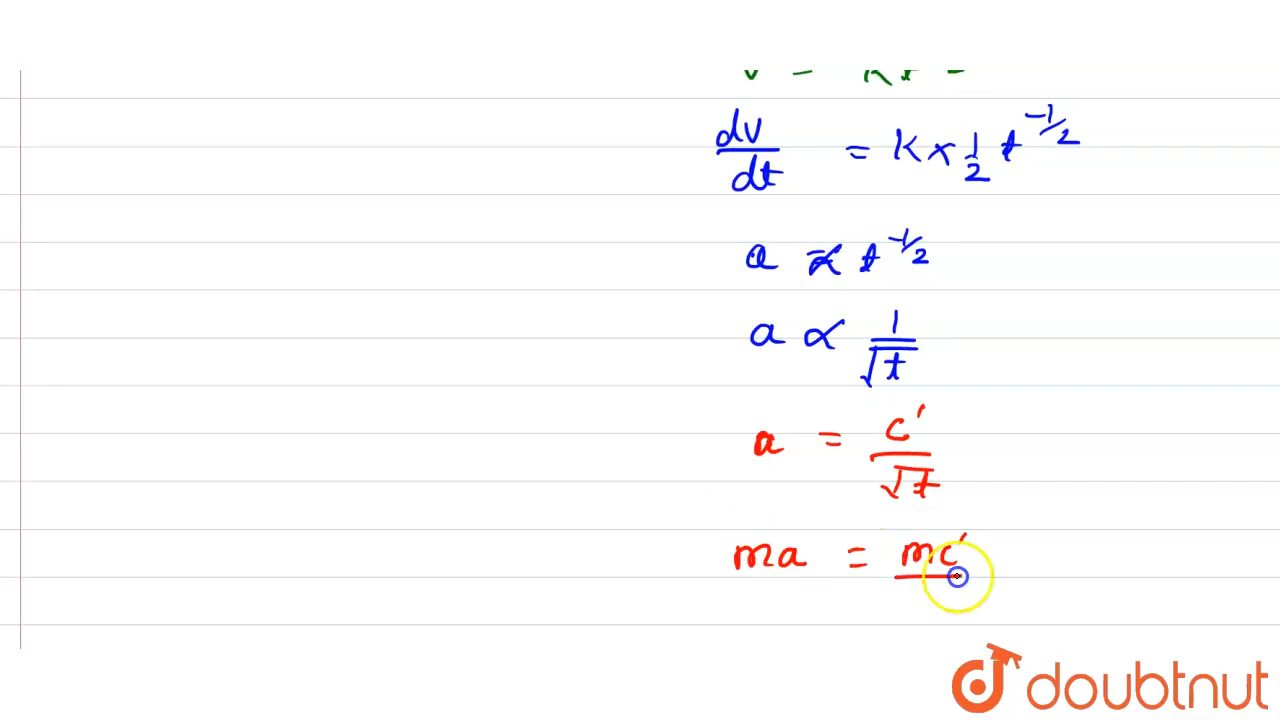 dv/dt = K × 1/2 t^-1/2
a ∝ t^-1/2
a ∝ 1/√t
a = c'/√t
ma = mc'
doubtnut